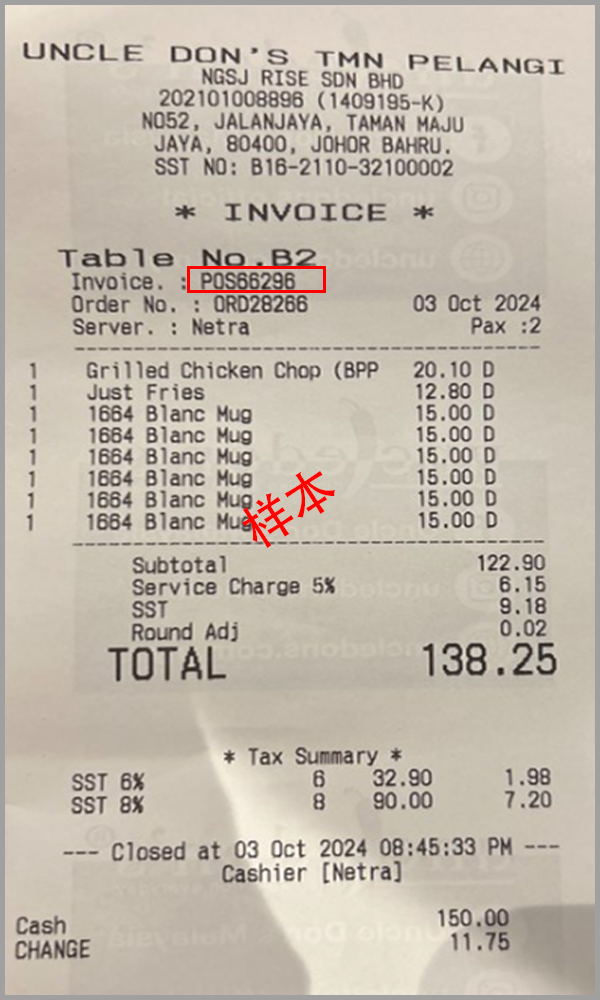 UNCLE DON'S TMN PELANGI
NGSJ RISE SDN BHD
202101008896 (1409195-K)
NO52, JALANJAYA, TAMAN MAJU
JAYA, 80400, JOHOR BAHRU.
SST NO: B16-2110-32100002
* INVOICE *
Table No.B2
Invoice. : POS66296
Order No. : ORD28266 03 Oct 2024
Server. : Netra Pax :2
1 Grilled Chicken Chop (BPP 20.10 D
1 Just Fries 12.80 D
1 1664 Blanc Mug 15.00 D
1 1664 Blanc Mug 15.00 D
1 1664 Blanc Mug 15.00 D
1 1664 Blanc Mug 15.00 D
1 1664 Blanc Mug 15.00 D
1 1664 Blanc Mug 15.00 D
样本
Subtotal 122.90
Service Charge 5% 6.15
SST 9.18
Round Adj 0.02
TOTAL 138.25
* Tax Summary *
SST 6% 6 32.90 1.98
SST 8% 8 90.00 7.20
--- Closed at 03 Oct 2024 08:45:33 PM ---
Cashier [Netra]
Cash 150.00
CHANGE 11.75